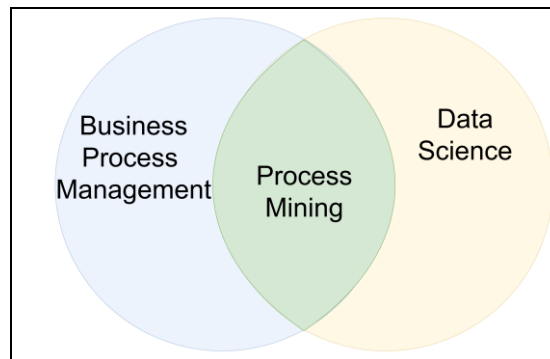 Business
Process
Management
Process
Mining
Data
Science